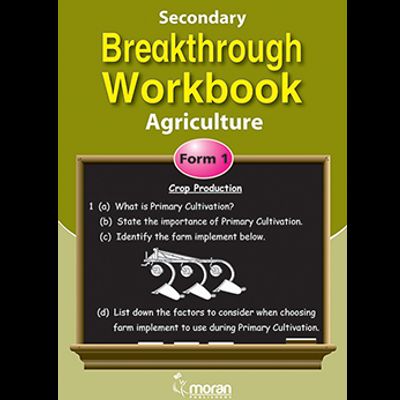 Secondary
Breakthrough
Workbook
Agriculture
Form 1
Crop Production
1 (a) What is Primary Cultivation?
(b) State the importance of Primary Cultivation.
(c) Identify the farm implement below.
(d) List down the factors to consider when choosing
farm implement to use during Primary Cultivation.
moran
PUBLISHERS